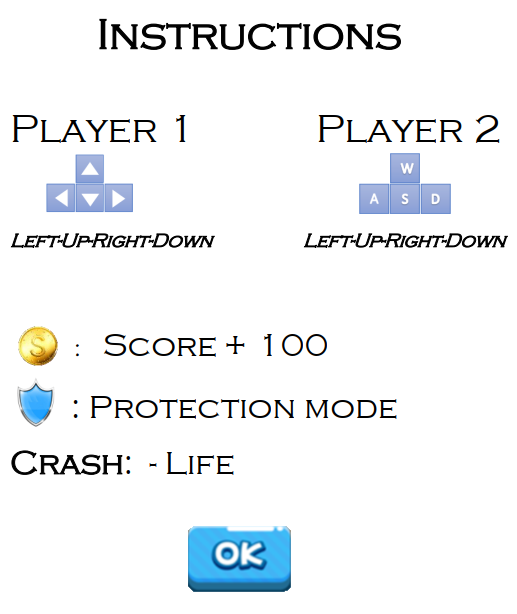 Instructions
Player 1 Player 2
W
A S D
Left-Up-Right-Down Left-Up-Right-Down
S : Score + 100
: Protection mode
Crash: - Life
OK